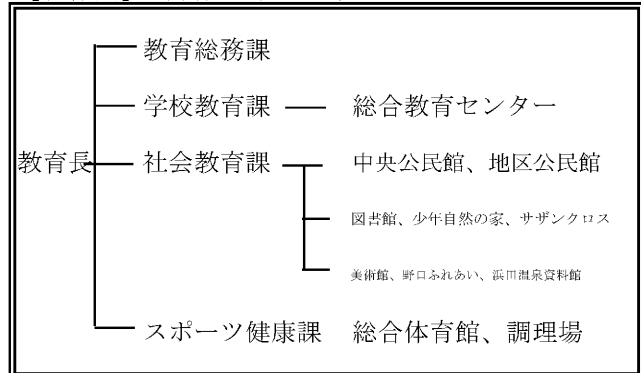 教育総務課
学校教育課 総合教育センター
教育長 社会教育課 中央公民館、地区公民館
図書館、少年自然の家、サザンクロス
美術館、野口ふれあい、浜田温泉資料館
スポーツ健康課 総合体育館、調理場